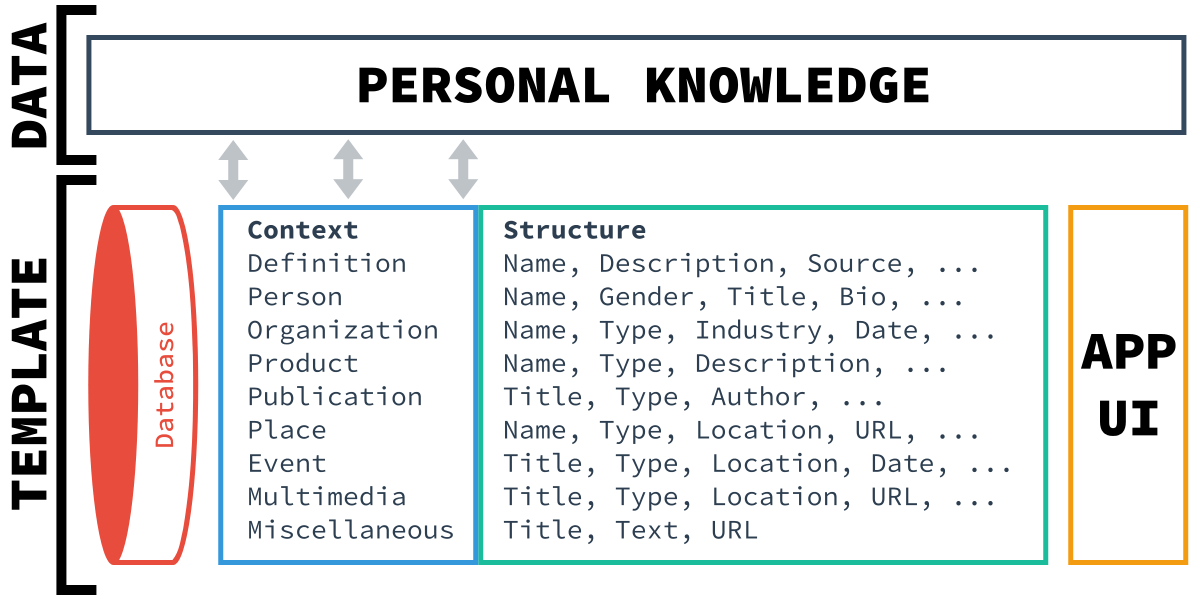 DATA
PERSONAL KNOWLEDGE
TEMPLATE
Database
Context
Definition
Person
Organization
Product
Publication
Place
Event
Multimedia
Miscellaneous
Structure
Name, Description, Source, ...
Name, Gender, Title, Bio, ...
Name, Type, Industry, Date, ...
Name, Type, Description, ...
Title, Type, Author, ...
Name, Type, Location, URL, ...
Title, Type, Location, Date, ...
Title, Type, Location, URL, ...
Title, Text, URL
APP
UI